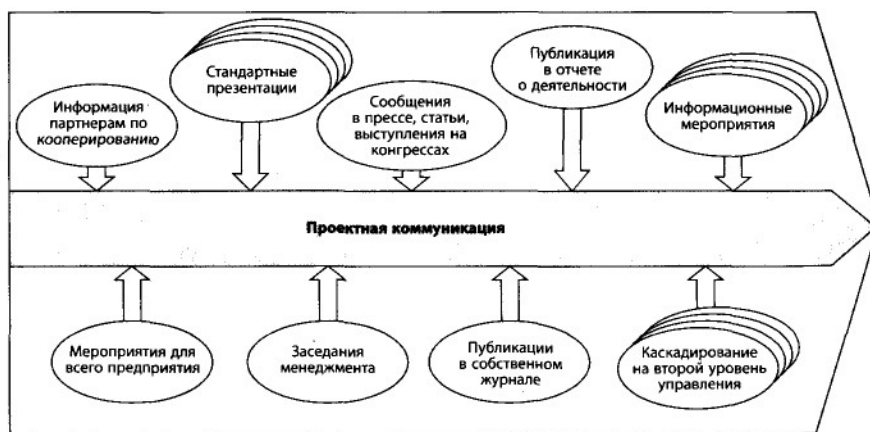 Информация
партнерам по
кооперированию
Стандартные
презентации
Сообщения
в прессе, статьи,
выступления на
конгрессах
Публикация
в отчете
о деятельности
Информационные
мероприятия
Проектная коммуникация
Мероприятия для
всего предприятия
Заседания
менеджмента
Публикации
в собственном
журнале
Каскадирование
на второй уровень
управления